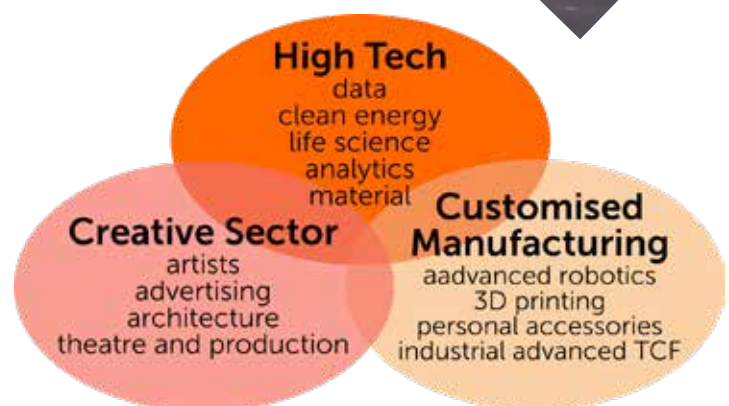 High Tech
data
clean energy
life science
analytics
material
Creative Sector
artists
advertising
architecture
theatre and production
Customised
Manufacturing
aadvanced robotics
3D printing
personal accessories
industrial advanced TCF